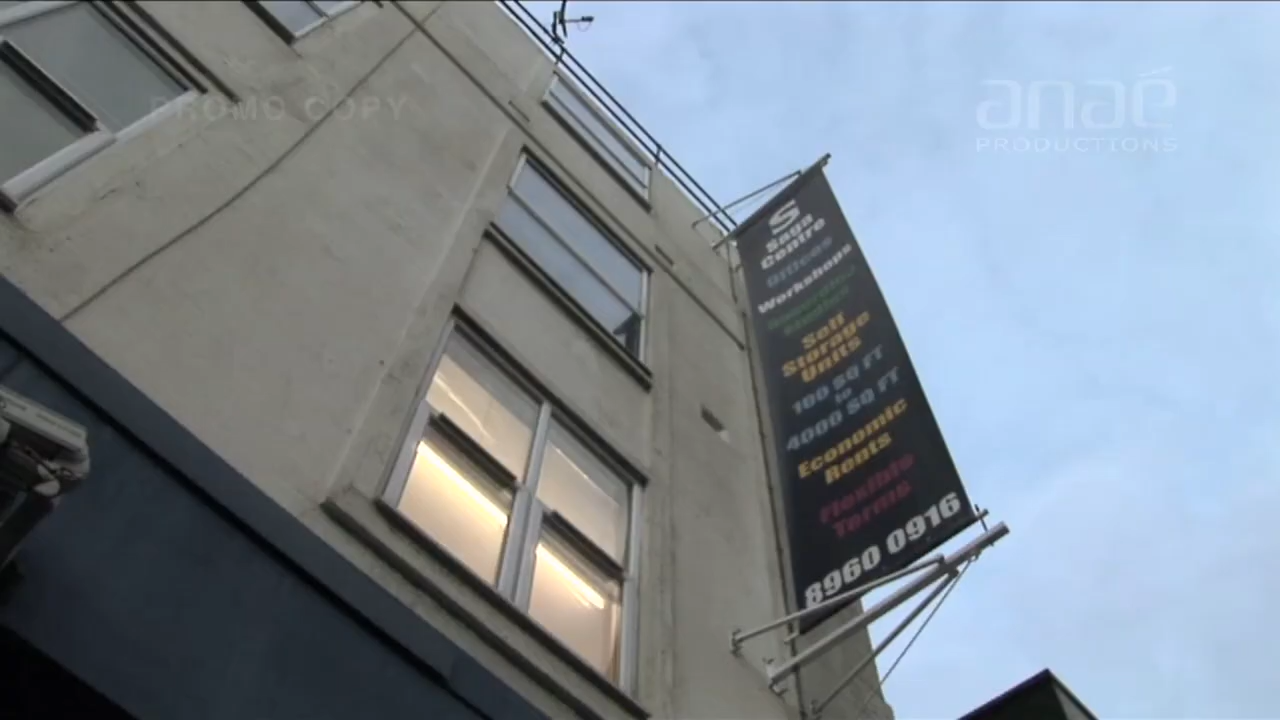 PROMO COPY
anaé
PRODUCTIONS
S
Saga
Centre
Offices
Workshops
Self
Storage
Units
100 SQ FT
to
4000 SQ FT
Economic
Rents
Flexible
Terms
8960 0916